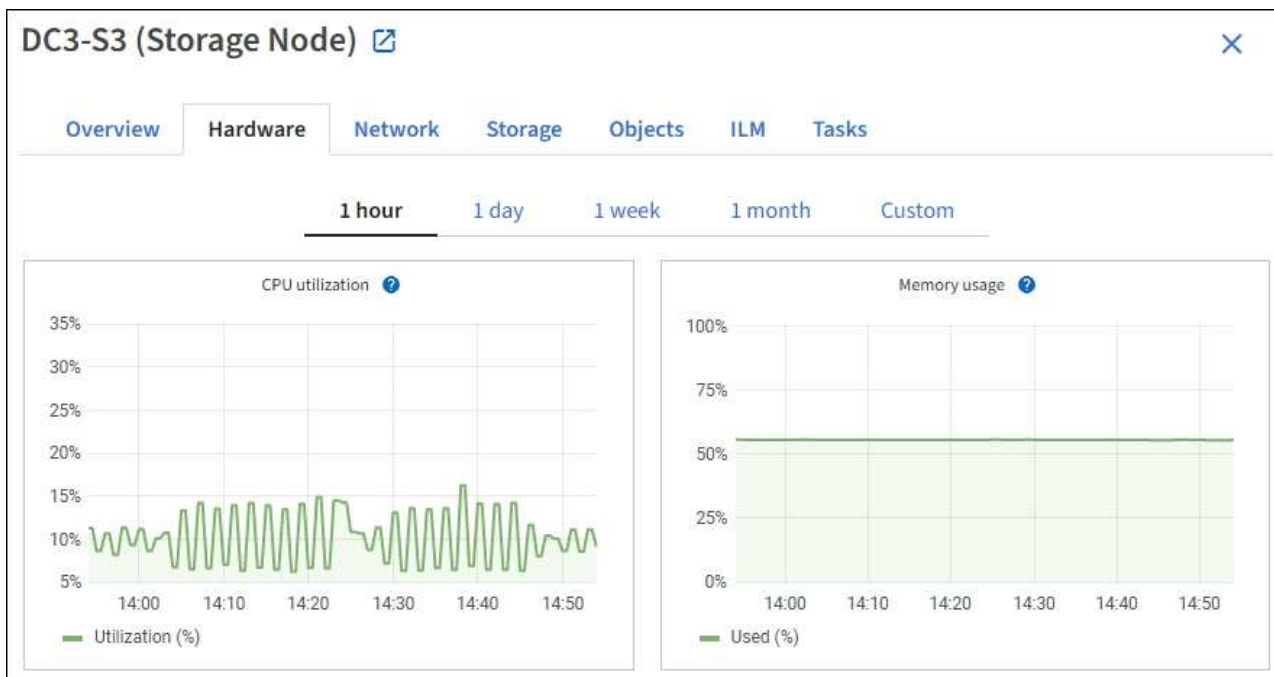 DC3-S3 (Storage Node)
Overview Hardware Network Storage Objects ILM Tasks
1 hour 1 day 1 week 1 month Custom
CPU utilization ?
35%
30%
25%
20%
15%
10%
5%
14:00 14:10 14:20 14:30 14:40 14:50
Utilization (%)
Memory usage ?
100%
75%
50%
25%
0%
14:00 14:10 14:20 14:30 14:40 14:50
Used (%)